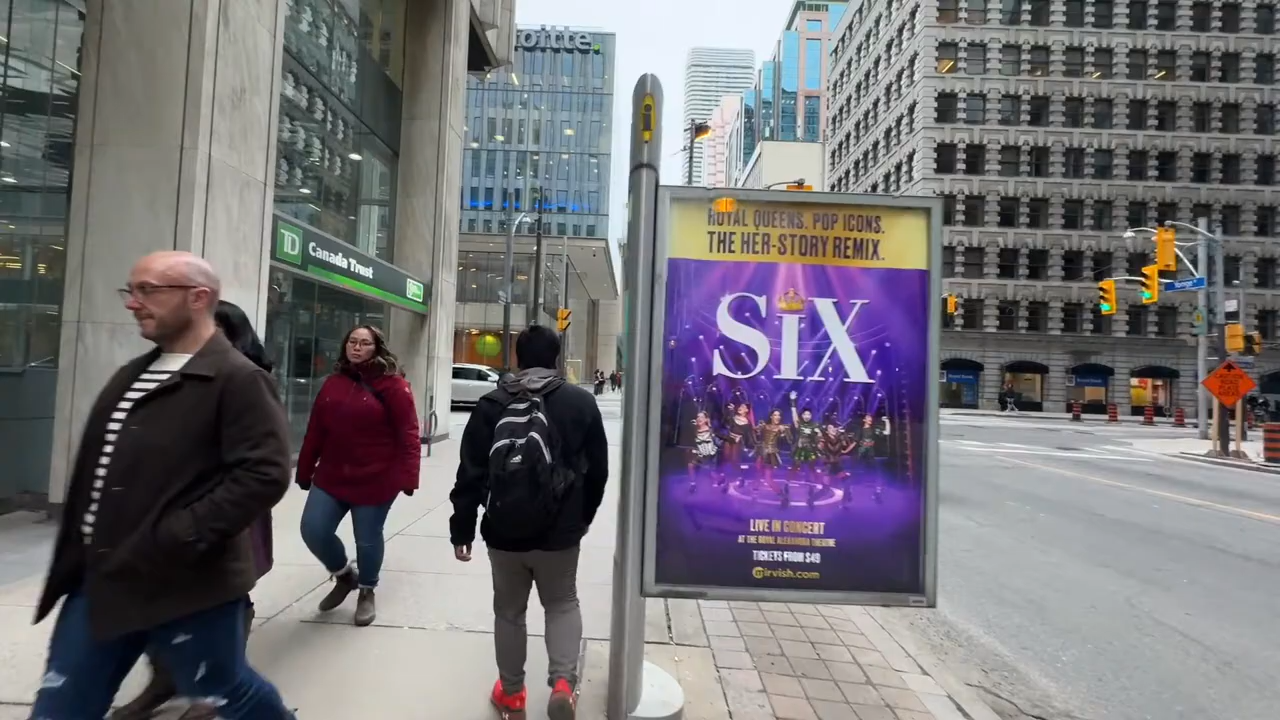 oitte.
TD Canada Trust
ROYAL QUEENS. POP ICONS.
THE HER-STORY REMIX.
SIX
LIVE IN CONCERT
AT THE ROYAL ALEXANDRA THEATRE
TICKETS FROM $49
mirvish.com
Yonge